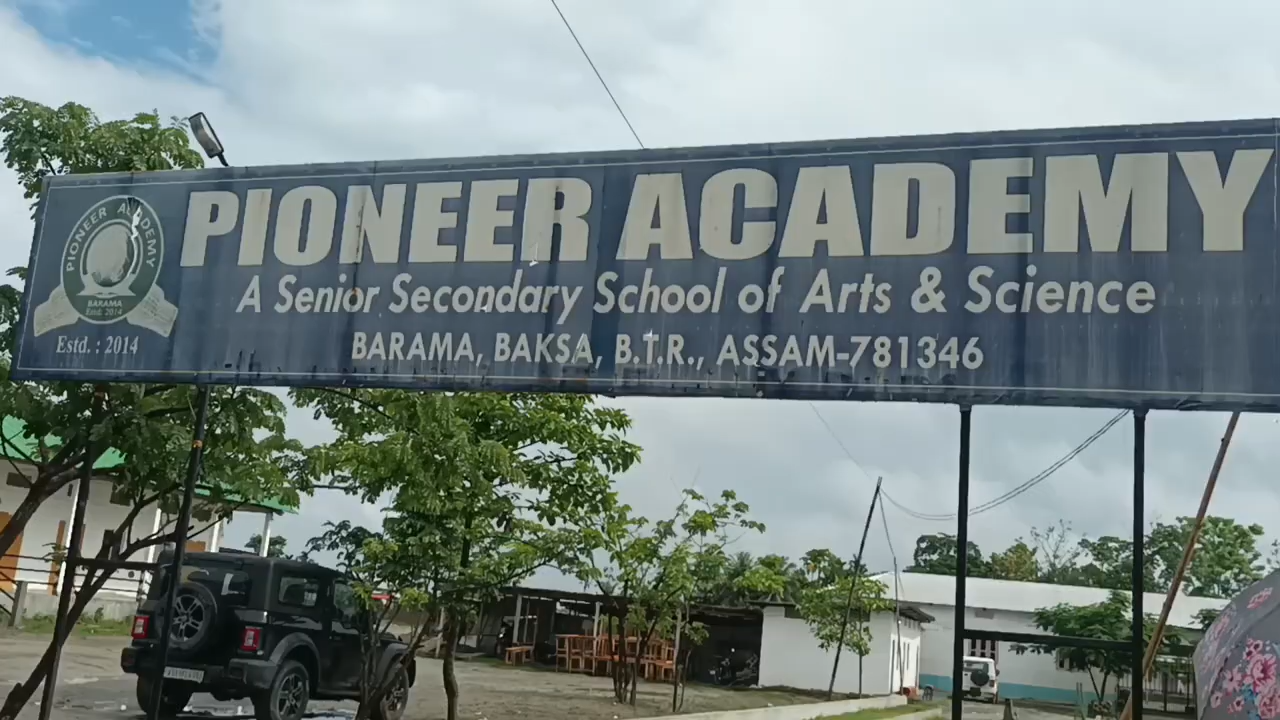 PIONEER ACADEMY
BARAMA
Estd. 2014
Estd. : 2014
PIONEER ACADEMY
A Senior Secondary School of Arts & Science
BARAMA, BAKSA, B.T.R., ASSAM-781346